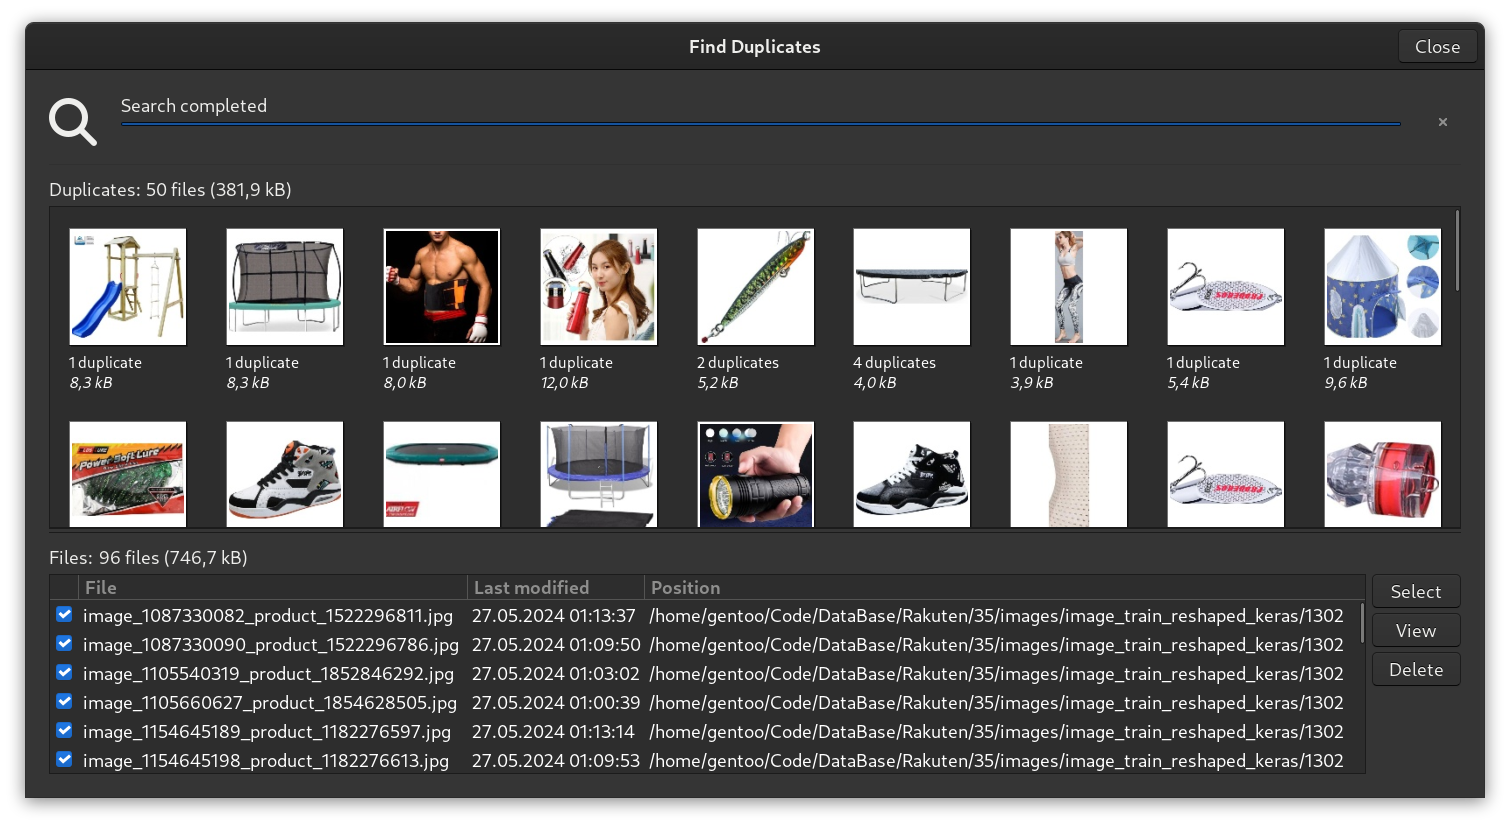 Find Duplicates
Close
Search completed
Duplicates: 50 files (381,9 kB)
1 duplicate
8,3 kB
1 duplicate
8,3 kB
1 duplicate
8,0 kB
1 duplicate
12,0 kB
2 duplicates
5,2 kB
4 duplicates
4,0 kB
1 duplicate
3,9 kB
1 duplicate
5,4 kB
1 duplicate
9,6 kB
Power Soft Lure
Files: 96 files (746,7 kB)
File Last modified Position
image_1087330082_product_1522296811.jpg 27.05.2024 01:13:37 /home/gentoo/Code/DataBase/Rakuten/35/images/image_train_reshaped_keras/1302
image_1087330090_product_1522296786.jpg 27.05.2024 01:09:50 /home/gentoo/Code/DataBase/Rakuten/35/images/image_train_reshaped_keras/1302
image_1105540319_product_1852846292.jpg 27.05.2024 01:03:02 /home/gentoo/Code/DataBase/Rakuten/35/images/image_train_reshaped_keras/1302
image_1105660627_product_1854628505.jpg 27.05.2024 01:00:39 /home/gentoo/Code/DataBase/Rakuten/35/images/image_train_reshaped_keras/1302
image_1154645189_product_1182276597.jpg 27.05.2024 01:13:14 /home/gentoo/Code/DataBase/Rakuten/35/images/image_train_reshaped_keras/1302
image_1154645198_product_1182276613.jpg 27.05.2024 01:09:53 /home/gentoo/Code/DataBase/Rakuten/35/images/image_train_reshaped_keras/1302
Select
View
Delete